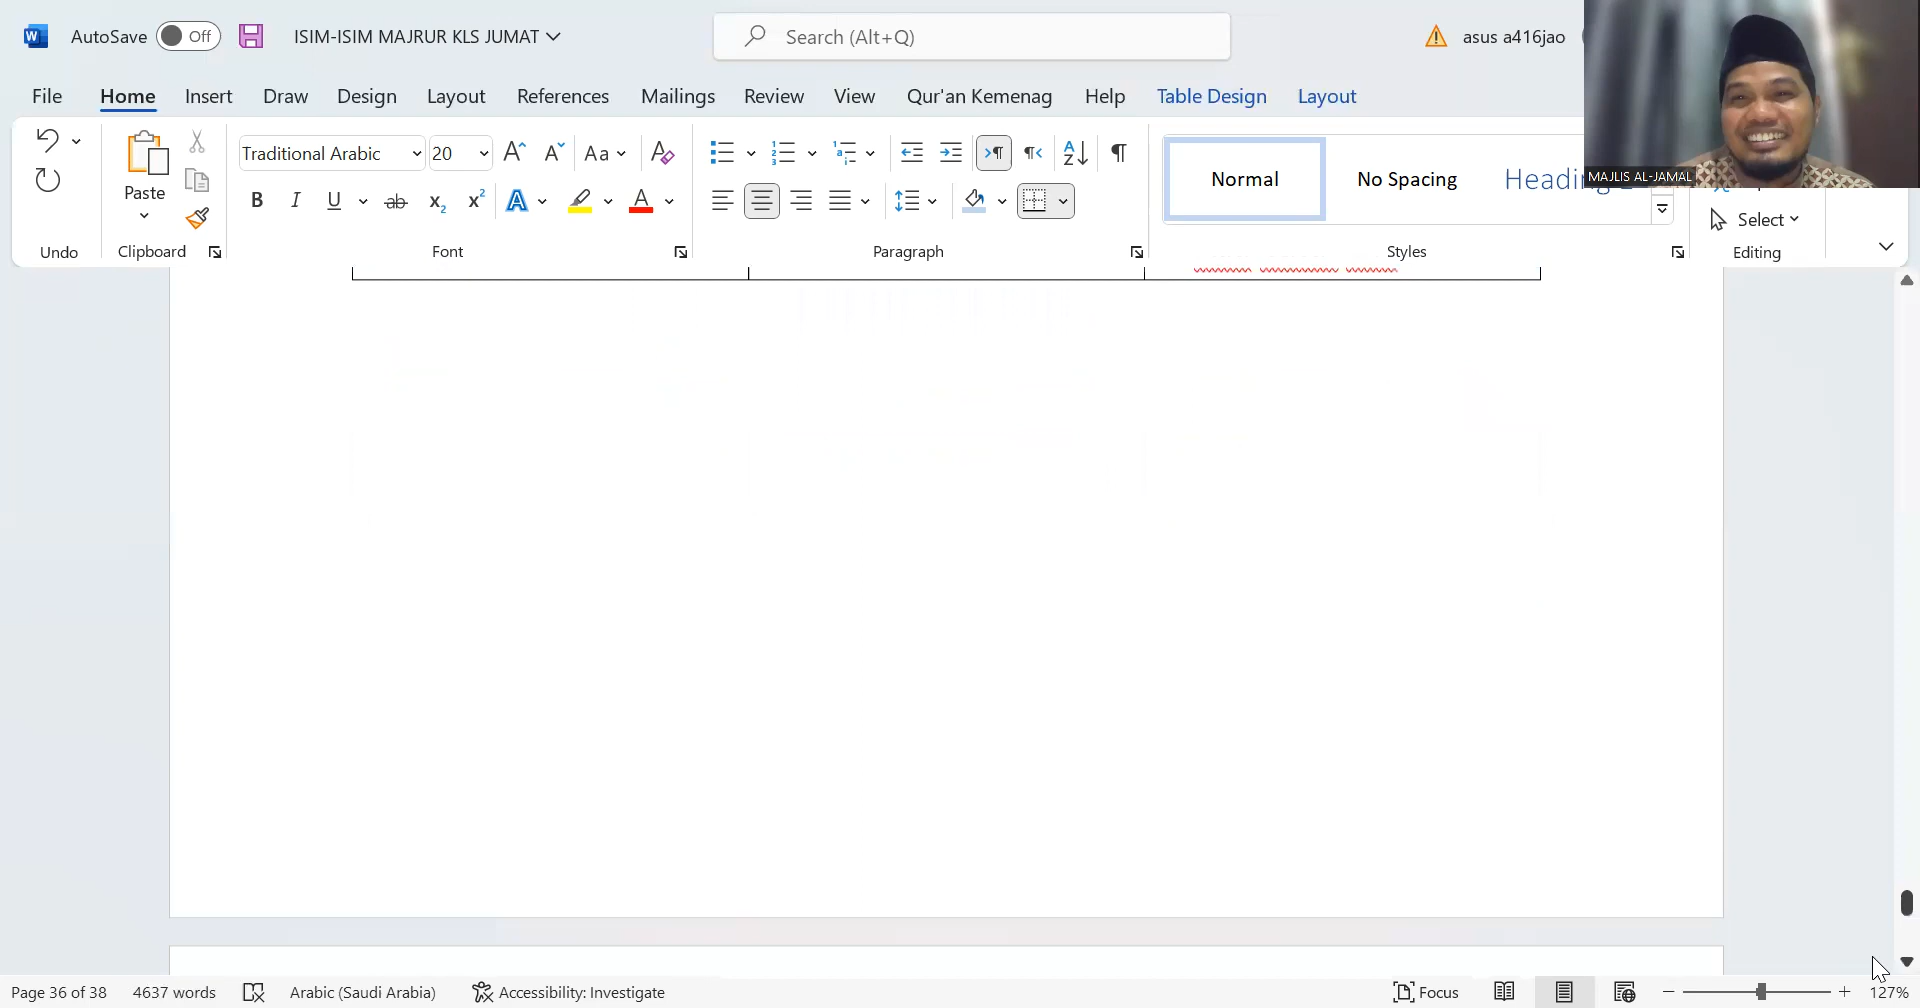 AutoSave Off ISIM-ISIM MAJRUR KLS JUMAT Search (Alt+Q) asus a416jao
File Home Insert Draw Design Layout References Mailings Review View Qur'an Kemenag Help Table Design Layout
Traditional Arabic 20 Aa
Paste
Normal No Spacing Heading
MAJLIS AL-JAMAL
Select
Undo Clipboard Font Paragraph Styles Editing
Page 36 of 38 4637 words Arabic (Saudi Arabia) Accessibility: Investigate Focus 127%